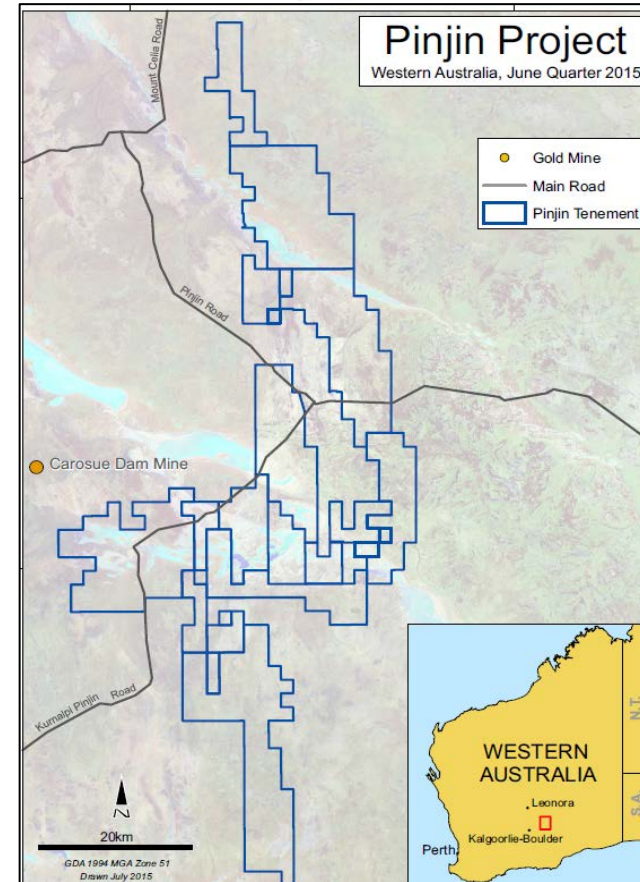 Pinjin Project
Western Australia, June Quarter 2015
Gold Mine
Main Road
Pinjin Tenement
Mount Celia Road
Pinjin Road
Carosue Dam Mine
Kurnalpi Pinjin Road
N
20km
GDA 1994 MGA Zone 51
Drawn July 2015
WESTERN
AUSTRALIA
N.T.
S.A.
Leonora
Kalgoorlie-Boulder
Perth